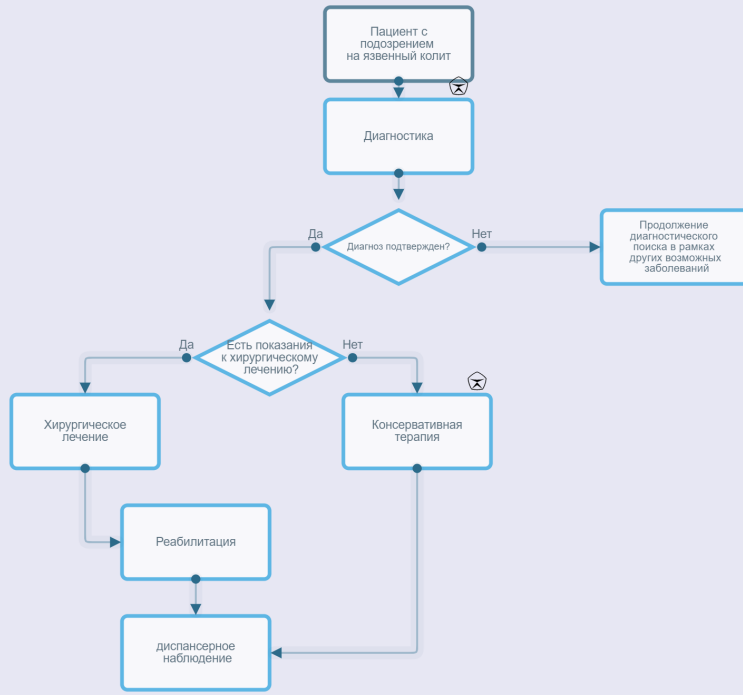 Пациент с
подозрением
на язвенный колит
Диагностика
Да
Диагноз подтвержден?
Нет
Продолжение
диагностического
поиска в рамках
других возможных
заболеваний
Да
Есть показания
к хирургическому
лечению?
Нет
Хирургическое
лечение
Консервативная
терапия
Реабилитация
диспансерное
наблюдение